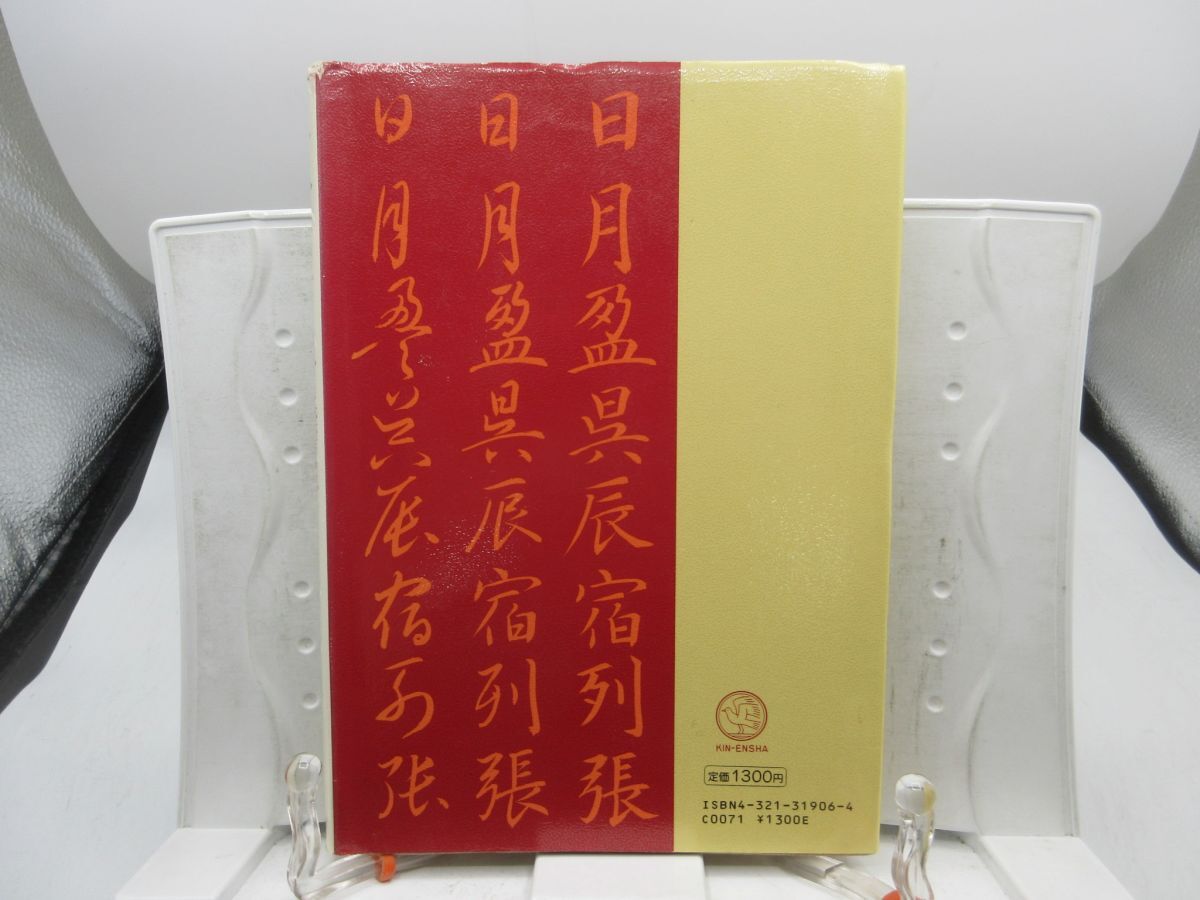 日月盈昃辰宿列張
日月盈昃辰宿列張
日月盈昃辰宿列張
KIN-ENSHA
定価1300円
ISBN4-321-31906-4
C0071 ¥1300E